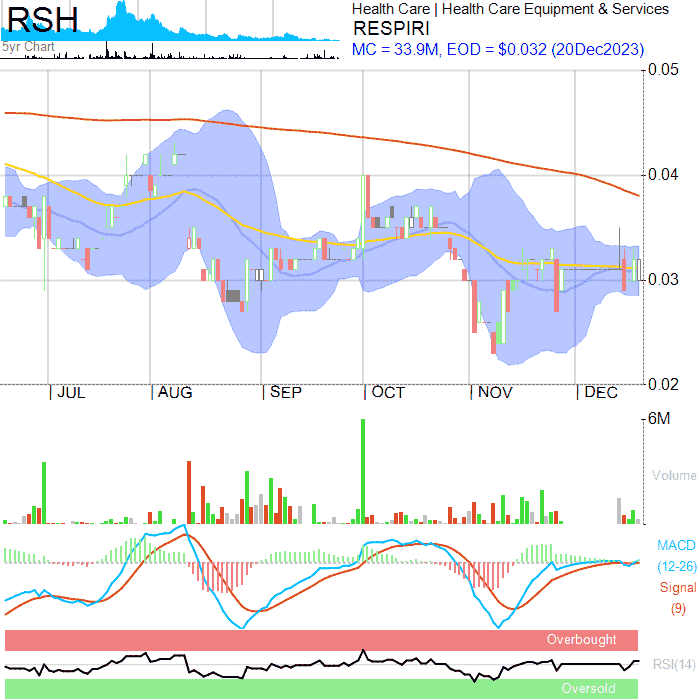 RSH
5yr Chart
Health Care | Health Care Equipment & Services
RESPIRI
MC = 33.9M, EOD = $0.032 (20Dec2023)
0.05
0.04
0.03
0.02
JUL
AUG
SEP
OCT
NOV
DEC
6M
Volume
MACD
(12-26)
Signal
(9)
Overbought
RSI(14)
Oversold